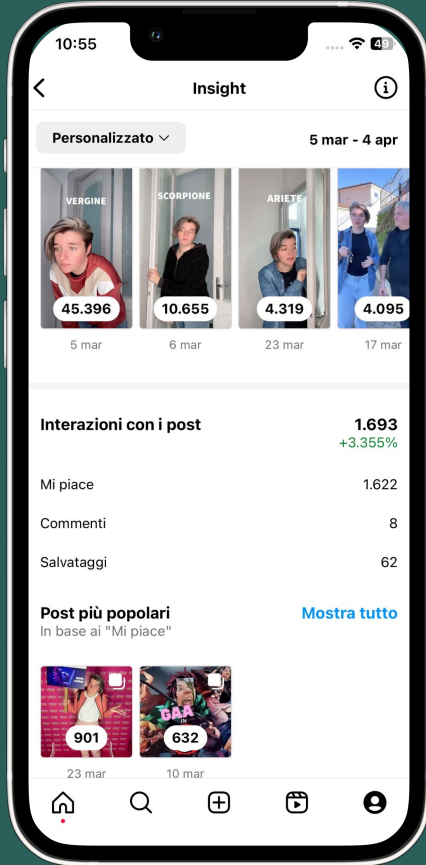 10:55
49
Insight
Personalizzato
5 mar - 4 apr
VERGINE
SCORPIONE
ARIETE
45.396
10.655
4.319
4.095
5 mar
6 mar
23 mar
17 mar
Interazioni con i post
1.693
+3.355%
Mi piace
1.622
Commenti
8
Salvataggi
62
Post più popolari
Mostra tutto
In base ai "Mi piace"
GAA
IN
901
632
23 mar
10 mar